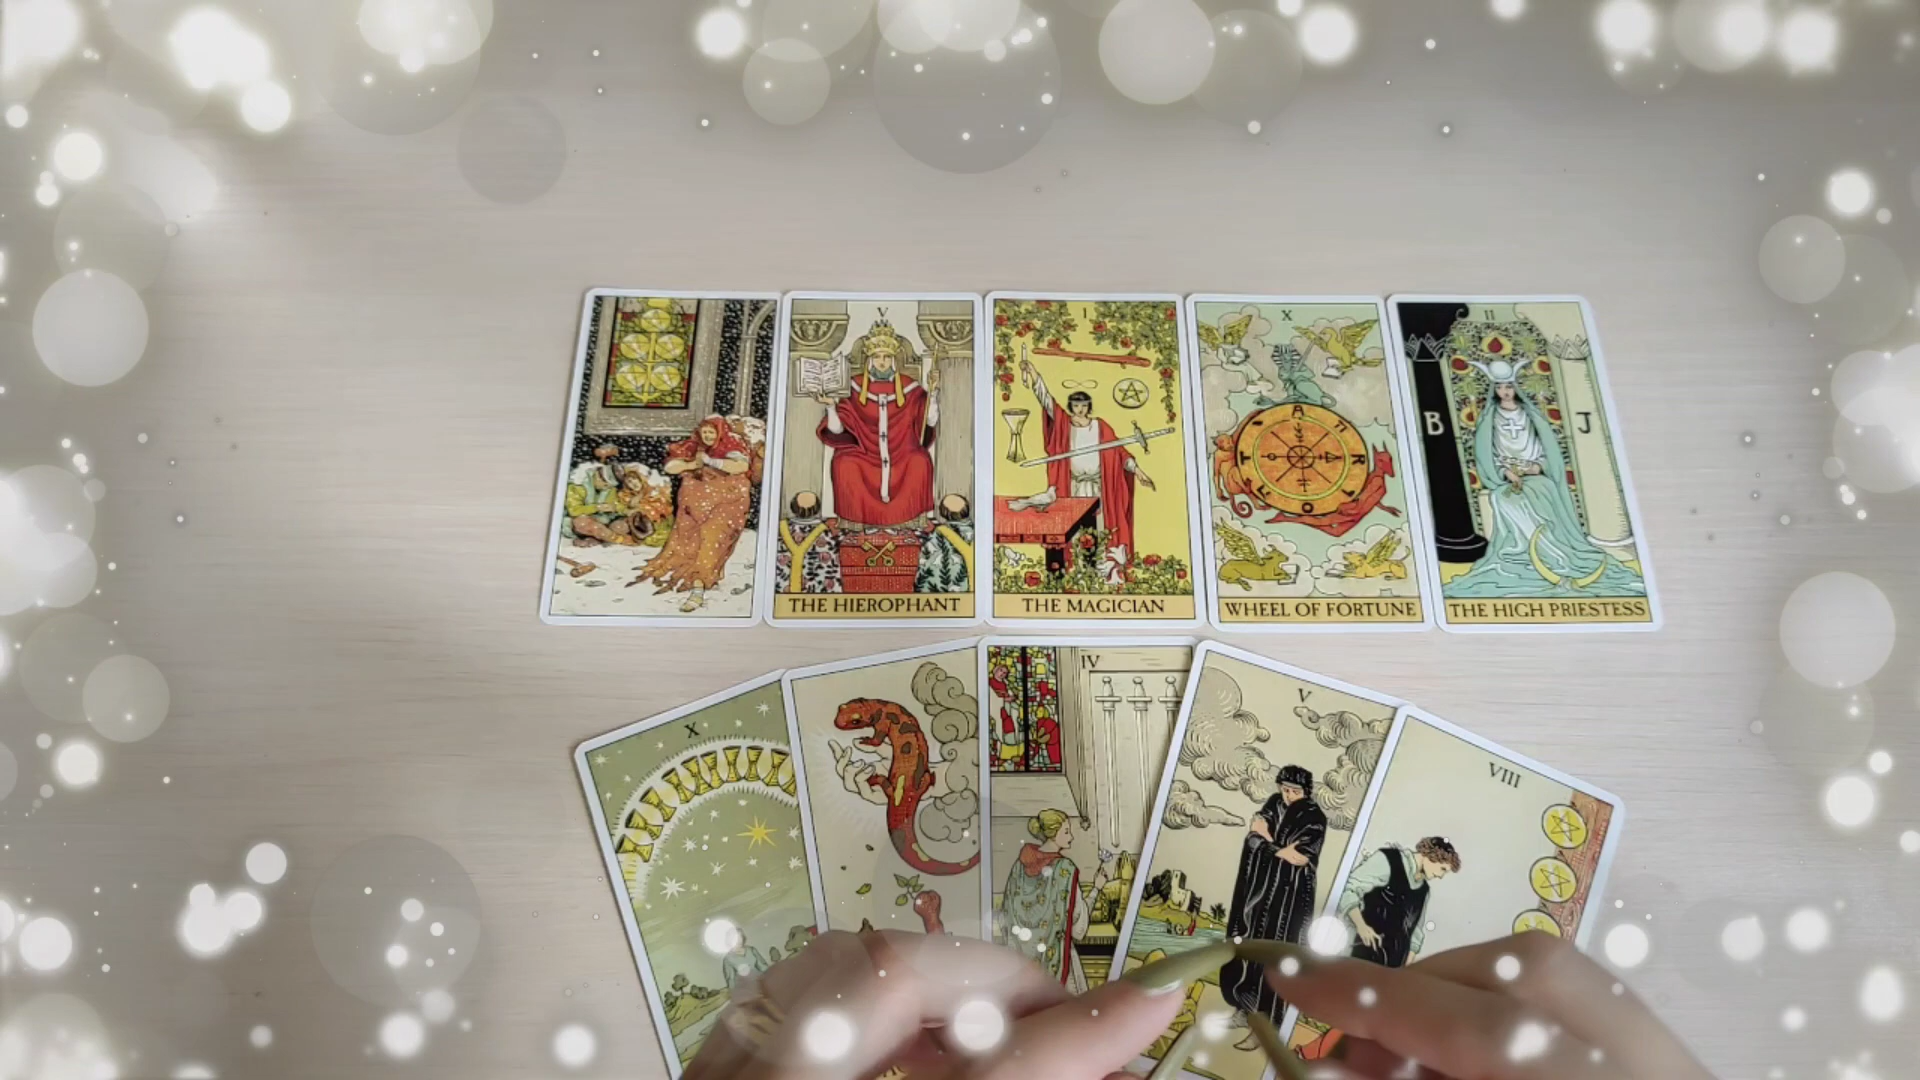 V
I
X
II
B
J
THE HIEROPHANT
THE MAGICIAN
WHEEL OF FORTUNE
THE HIGH PRIESTESS
X
IV
V
VIII